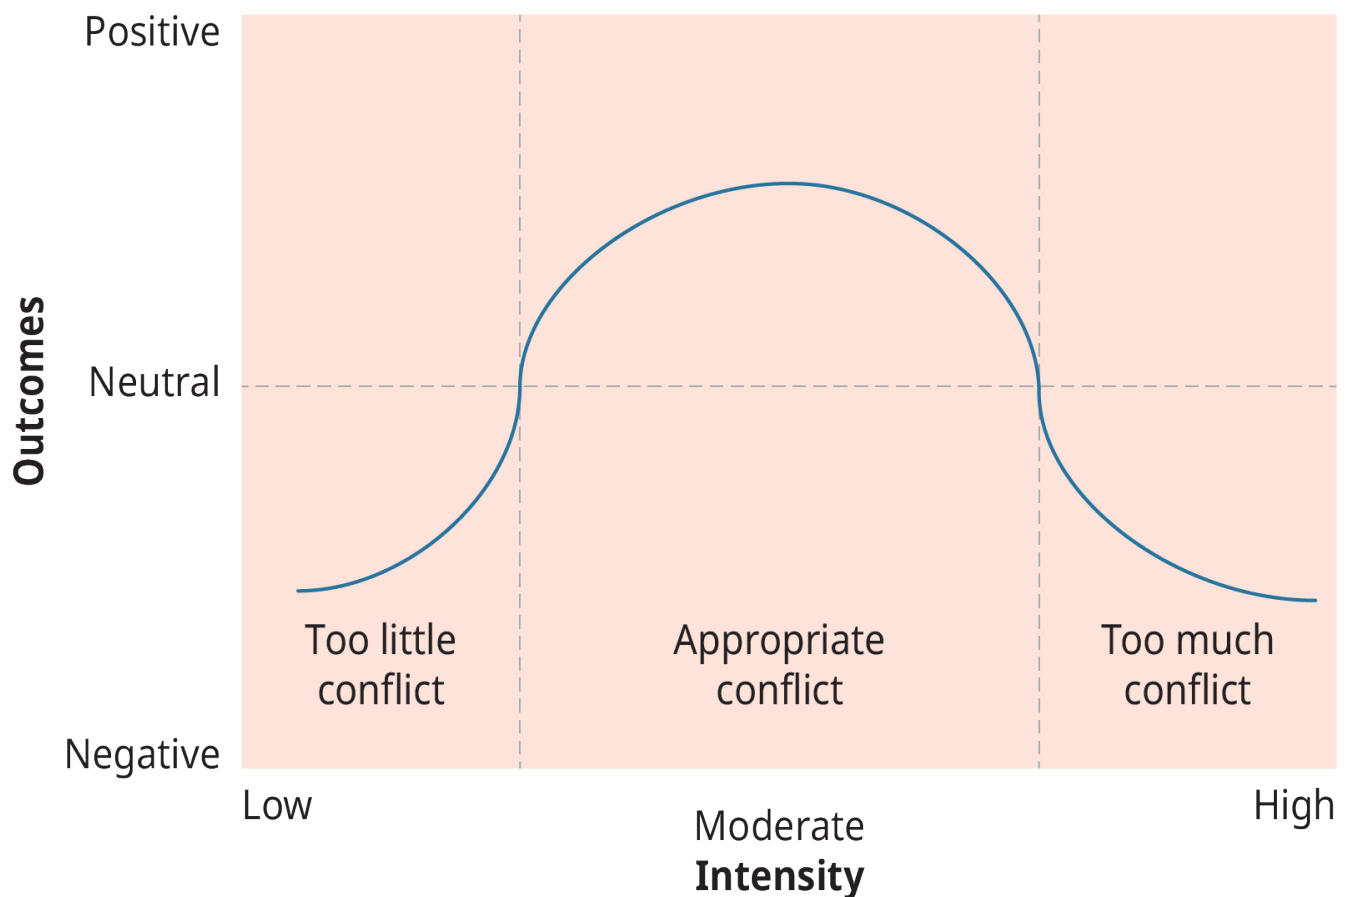 Positive
Outcomes
Neutral
Too little
conflict
Appropriate
conflict
Too much
conflict
Negative
Low
Moderate
High
Intensity